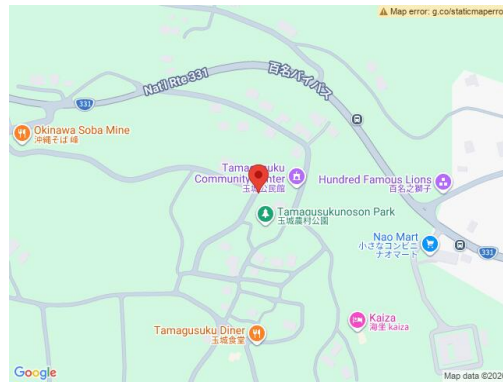 Map error: g.co/staticmaperro
Nat'l Rte 331
百名バイパス
331
Okinawa Soba Mine
沖縄そば 峰
Tamagusuku
Community Center
玉城公民館
Hundred Famous Lions
百名之獅子
Tamagusukunoson Park
玉城農村公園
Nao Mart
小さなコンビニ
ナオマート
331
Kaiza
海坐 kaiza
Tamagusuku Diner
玉城食堂
Google
Map data ©2026